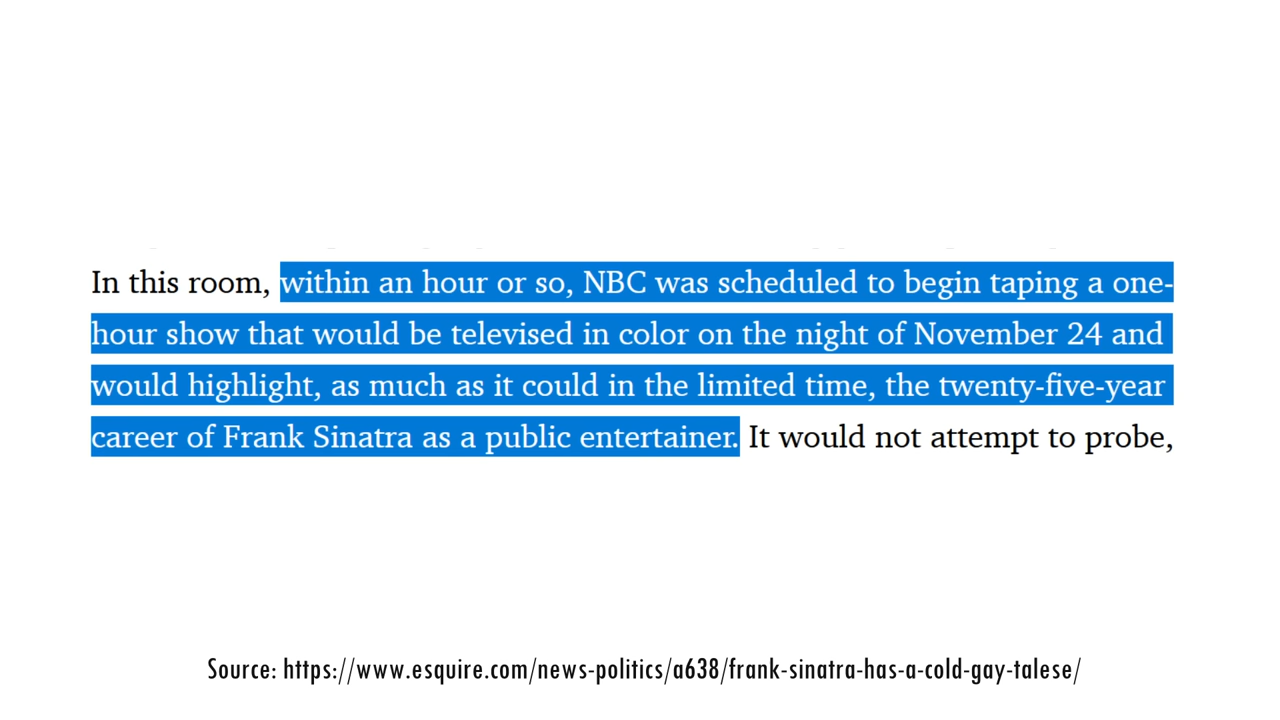 In this room, within an hour or so, NBC was scheduled to begin taping a one-
hour show that would be televised in color on the night of November 24 and
would highlight, as much as it could in the limited time, the twenty-five-year
career of Frank Sinatra as a public entertainer. It would not attempt to probe,
Source: https://www.esquire.com/news-politics/a638/frank-sinatra-has-a-cold-gay-talese/